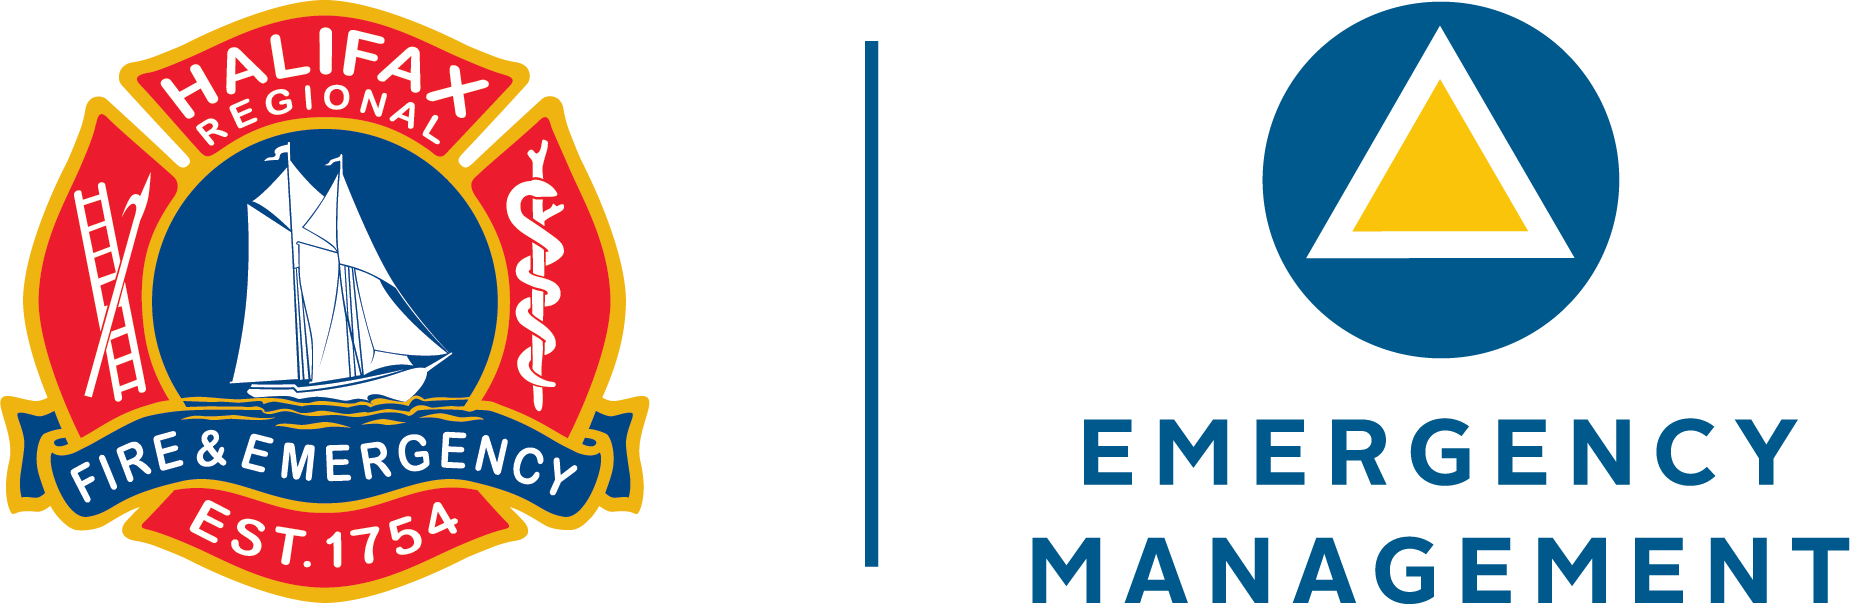 HALIFAX
REGIONAL
FIRE & EMERGENCY
EST. 1754
EMERGENCY
MANAGEMENT